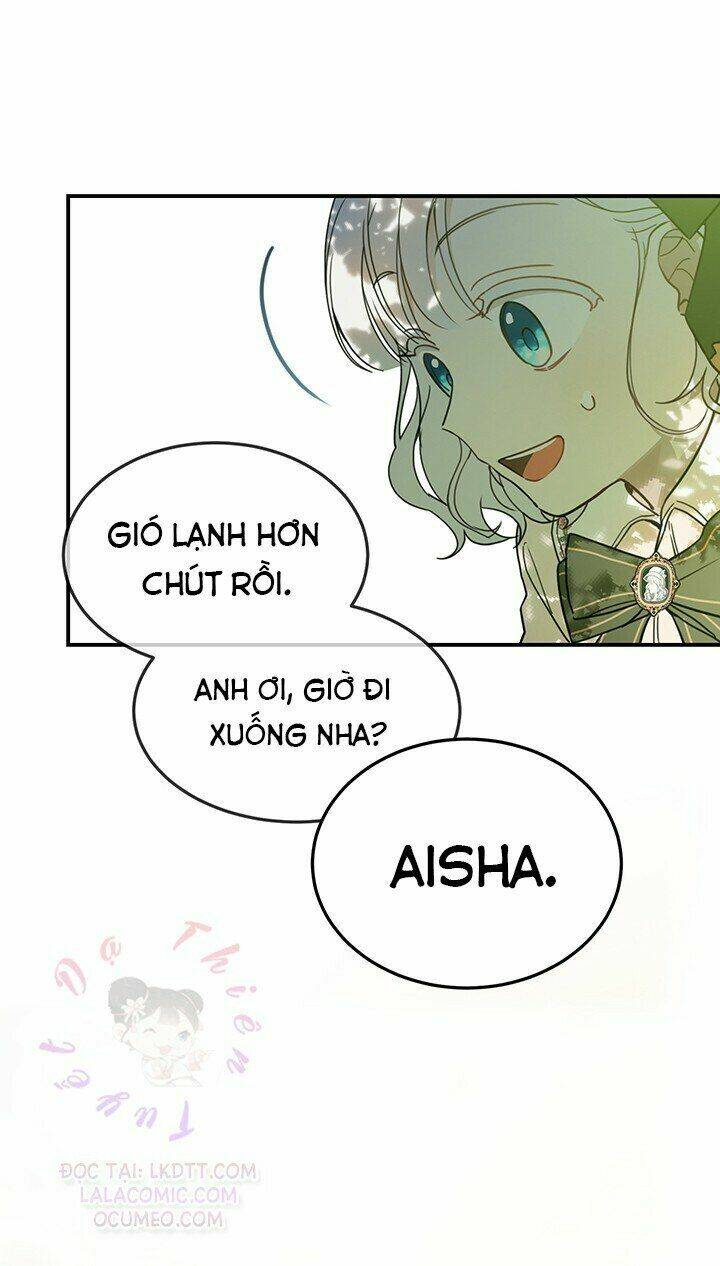 GIÓ LẠNH HƠN
CHÚT RỒI.
ANH ƠI, GIỜ ĐI
XUỐNG NHA?
AISHA.
Dạ Thiên Tuyết
ĐỌC TẠI: LKDTT.COM
LALACOMIC.COM
OCUMEO.COM